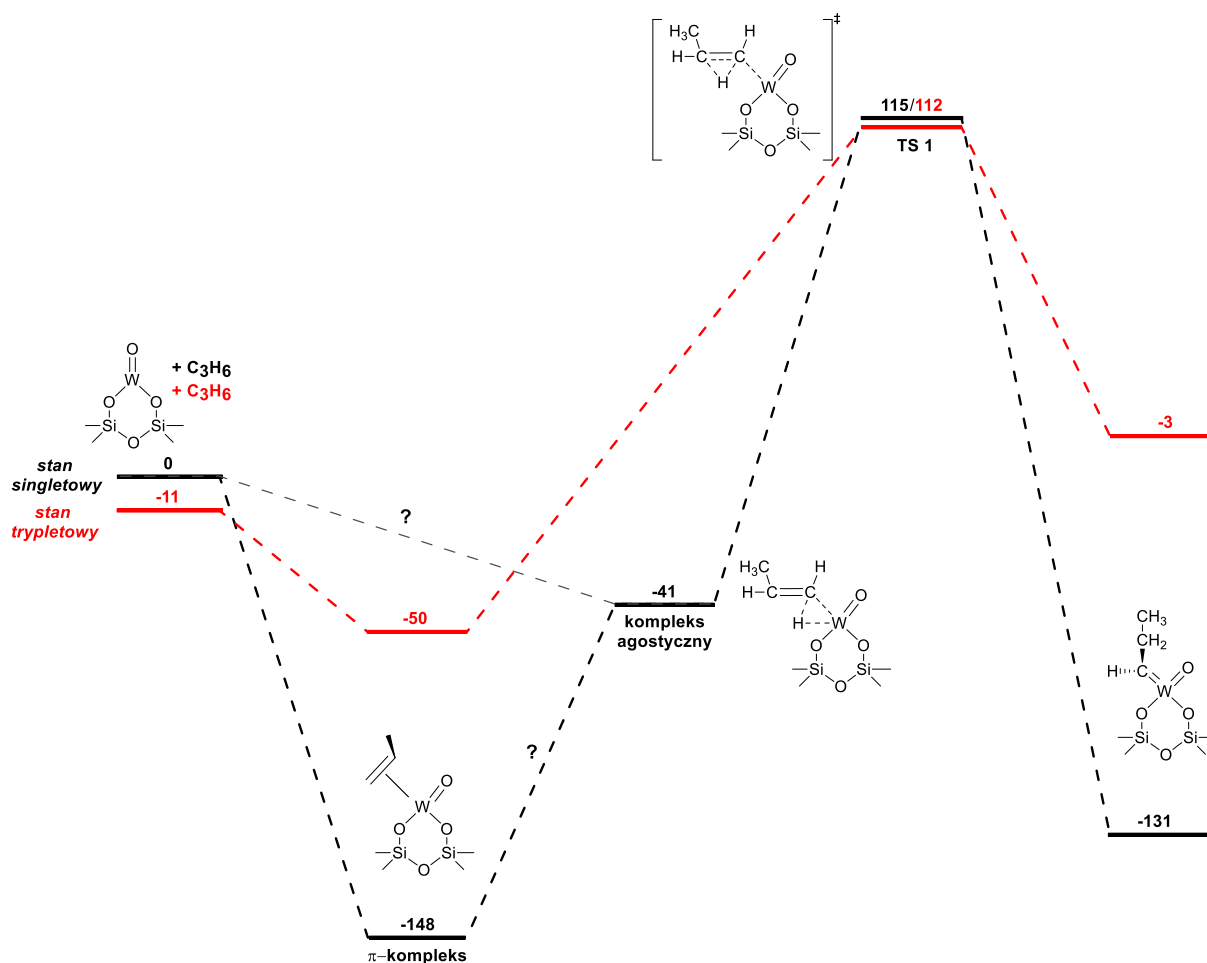 ‡
H₃C H
H C C
H
O
W
O O
Si Si
O
115/112
TS 1
O
W
O O
Si Si
O
+ C₃H₆
+ C₃H₆
stan
singletowy
0
stan
trypletowy
-11
?
-3
-50
-41
kompleks
agostyczny
H₃C H
H C C
H
O
W
O O
Si Si
O
CH₃
CH₂
H
C
O
W
O O
Si Si
O
?
O
W
O O
Si Si
O
-131
-148
π–kompleks